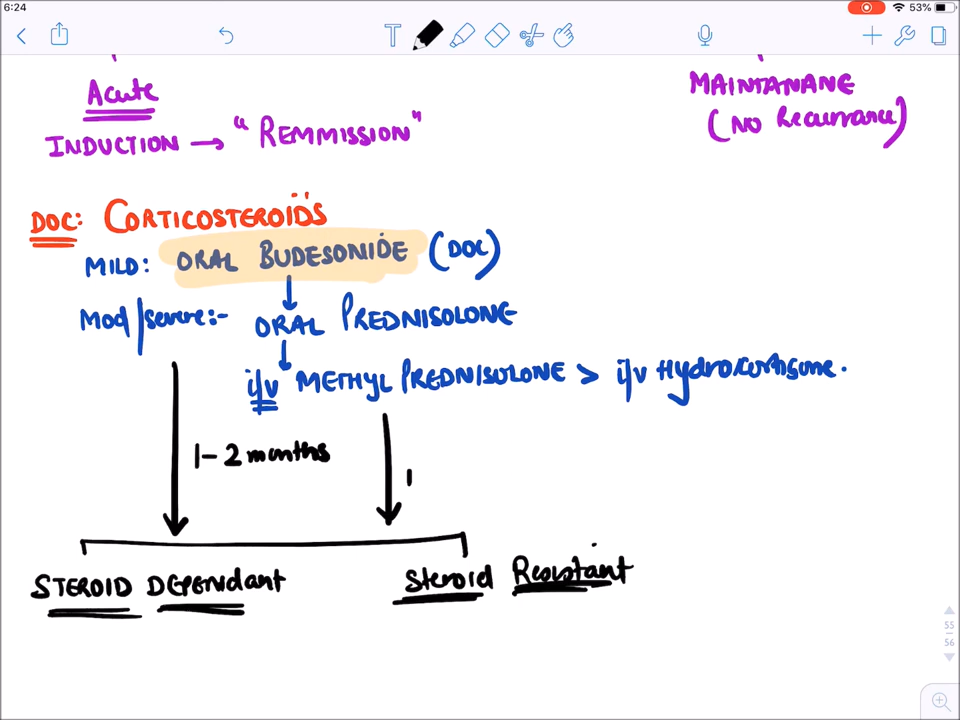 6:24
53%
T
Acute
INDUCTION → "REMMISSION"
MAINTANANE
(NO Recurrance)
DOC: CORTICOSTEROIDS
MILD: ORAL BUDESONIDE (DOC)
Mod/severe:- ORAL PREDNISOLONE
i/v METHYL PREDNISOLONE > i/v Hydrocortisone.
1-2 months
STEROID DEPENdant
Steroid Resistant
55
56